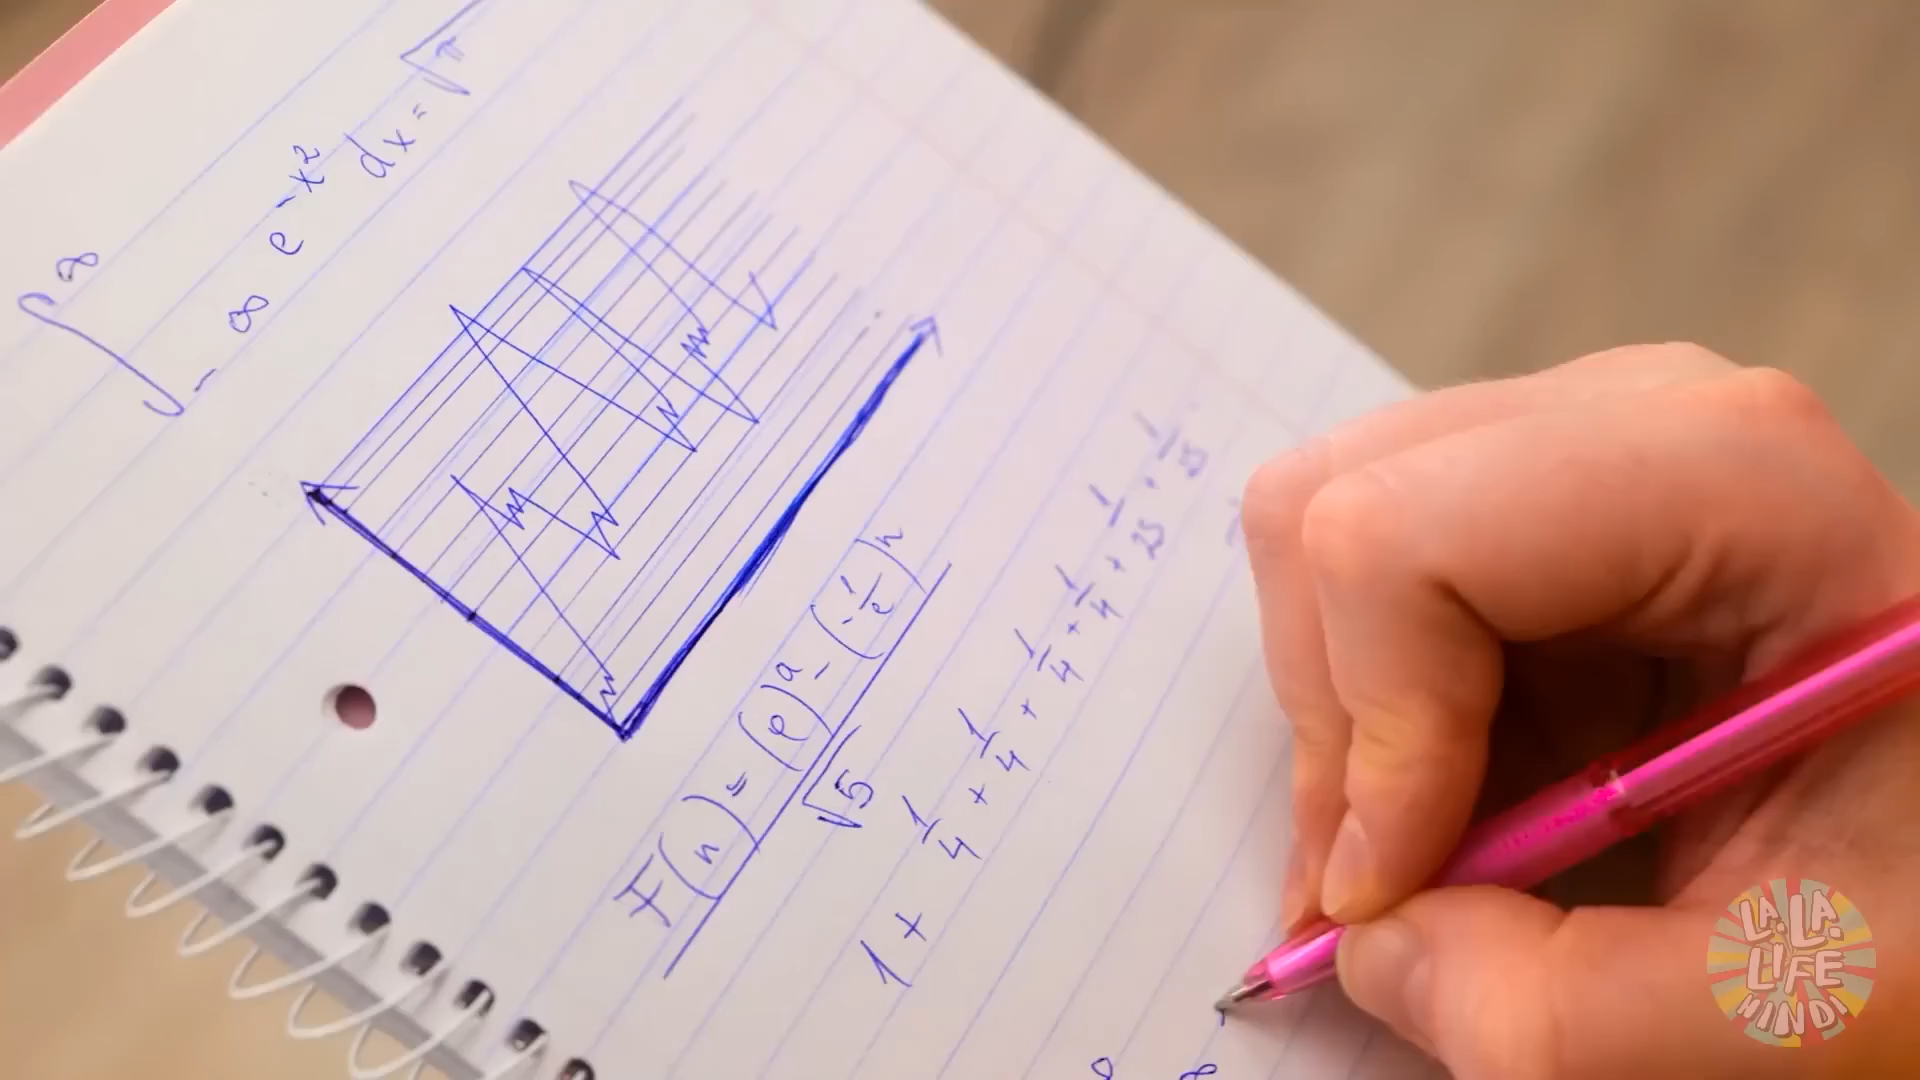 ∫_-∞^∞ e^-x² dx = √π
F(n) = (e)^a - (-1/e)^n
√5
1 + 1/4 + 1/4 + 1/4 + 1/4 + 1/25 + 1/25
LA. LA.
LIFE
HINDI